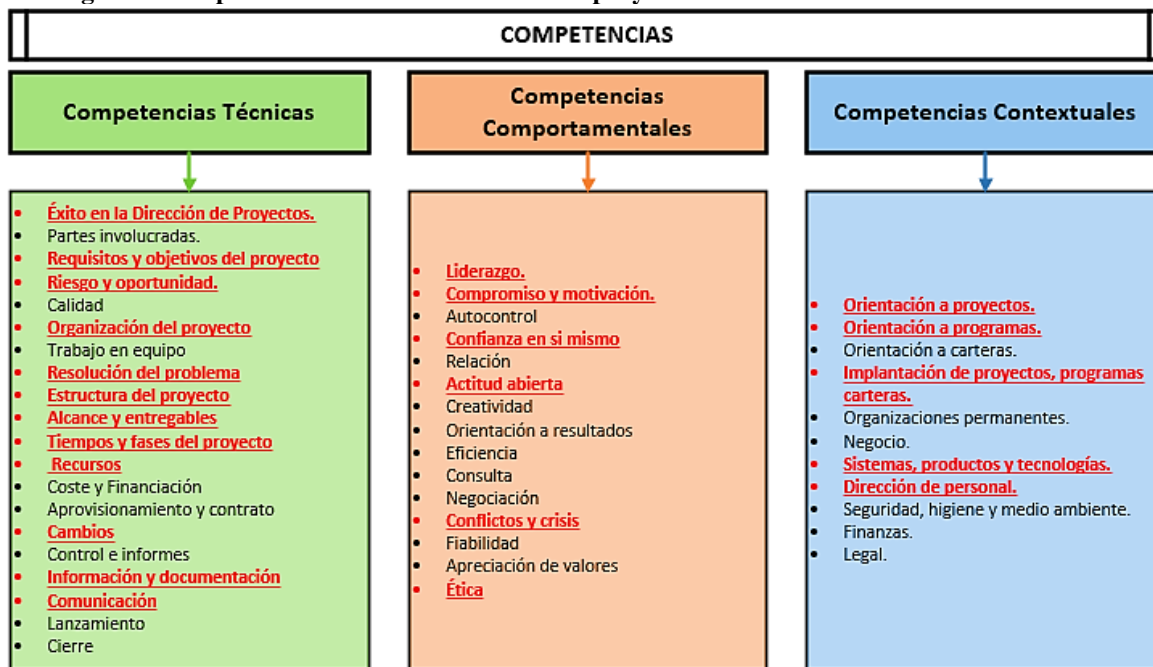 COMPETENCIAS
Competencias Técnicas
Éxito en la Dirección de Proyectos.
Partes involucradas.
Requisitos y objetivos del proyecto
Riesgo y oportunidad.
Calidad
Organización del proyecto
Trabajo en equipo
Resolución del problema
Estructura del proyecto
Alcance y entregables
Tiempos y fases del proyecto
Recursos
Coste y Financiación
Aprovisionamiento y contrato
Cambios
Control e informes
Información y documentación
Comunicación
Lanzamiento
Cierre
Competencias
Comportamentales
Liderazgo.
Compromiso y motivación.
Autocontrol
Confianza en si mismo
Relación
Actitud abierta
Creatividad
Orientación a resultados
Eficiencia
Consulta
Negociación
Conflictos y crisis
Fiabilidad
Apreciación de valores
Ética
Competencias Contextuales
Orientación a proyectos.
Orientación a programas.
Orientación a carteras.
Implantación de proyectos, programas
carteras.
Organizaciones permanentes.
Negocio.
Sistemas, productos y tecnologías.
Dirección de personal.
Seguridad, higiene y medio ambiente.
Finanzas.
Legal.